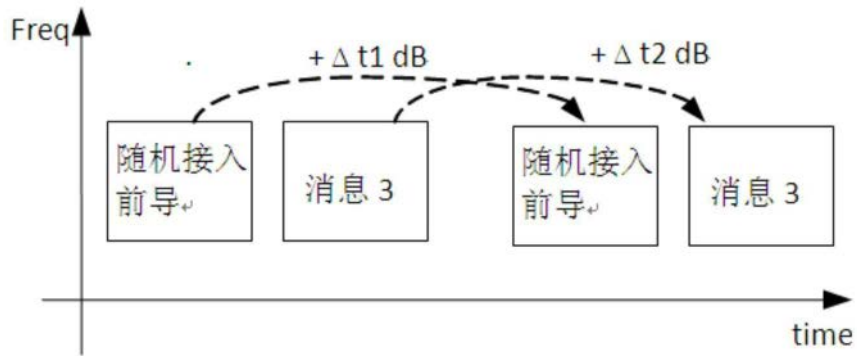 Freq
+ Δ t1 dB
+ Δ t2 dB
随机接入
前导↵
消息 3
随机接入
前导↵
消息 3
time